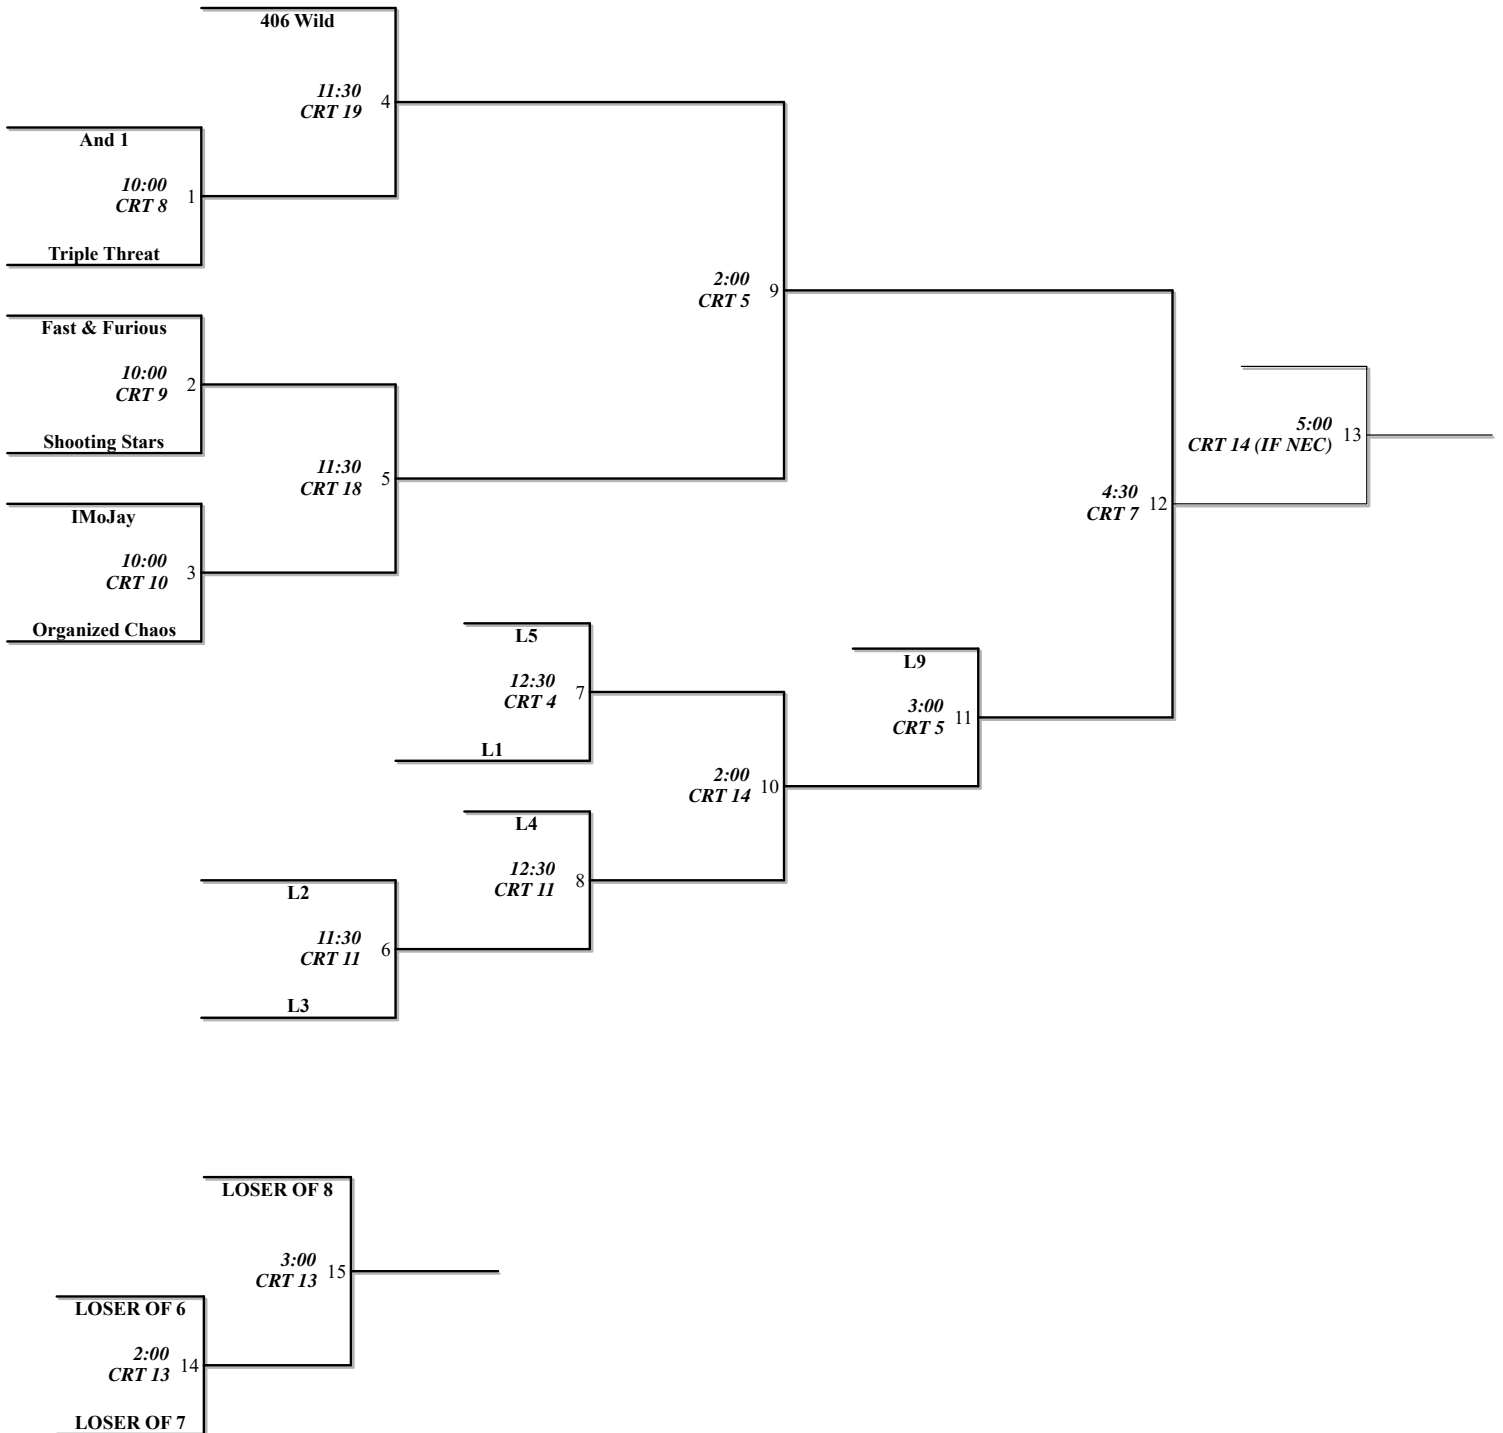 406 Wild
11:30
CRT 19
4
And 1
10:00
CRT 8
1
Triple Threat
Fast & Furious
10:00
CRT 9
2
Shooting Stars
11:30
CRT 18
5
IMoJay
10:00
CRT 10
3
Organized Chaos
2:00
CRT 5
9
5:00
CRT 14 (IF NEC)
13
4:30
CRT 7
12
L5
12:30
CRT 4
7
L1
L9
3:00
CRT 5
11
2:00
CRT 14
10
L4
12:30
CRT 11
8
L2
11:30
CRT 11
6
L3
LOSER OF 8
3:00
CRT 13
15
LOSER OF 6
2:00
CRT 13
14
LOSER OF 7